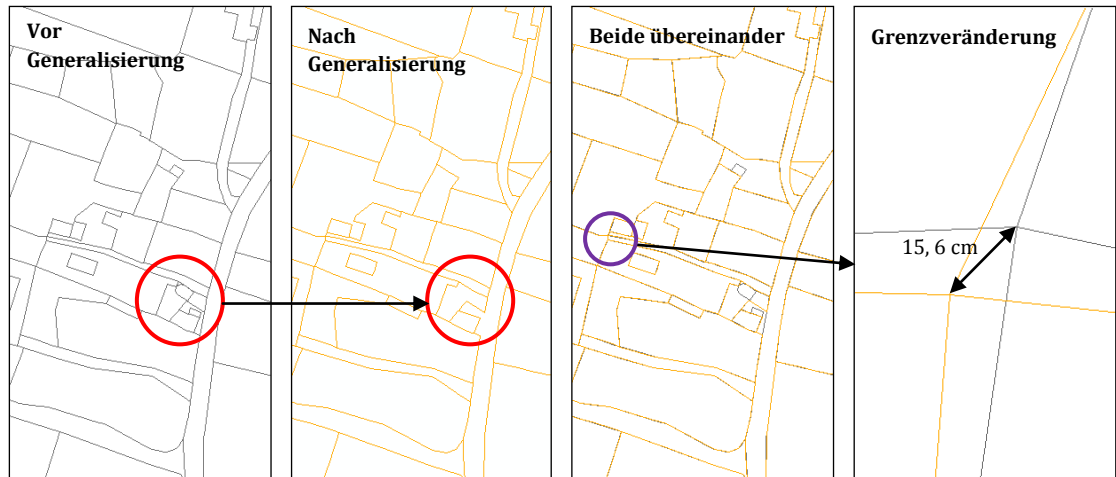 Vor
Generalisierung
Nach
Generalisierung
Beide übereinander
Grenzveränderung
15, 6 cm